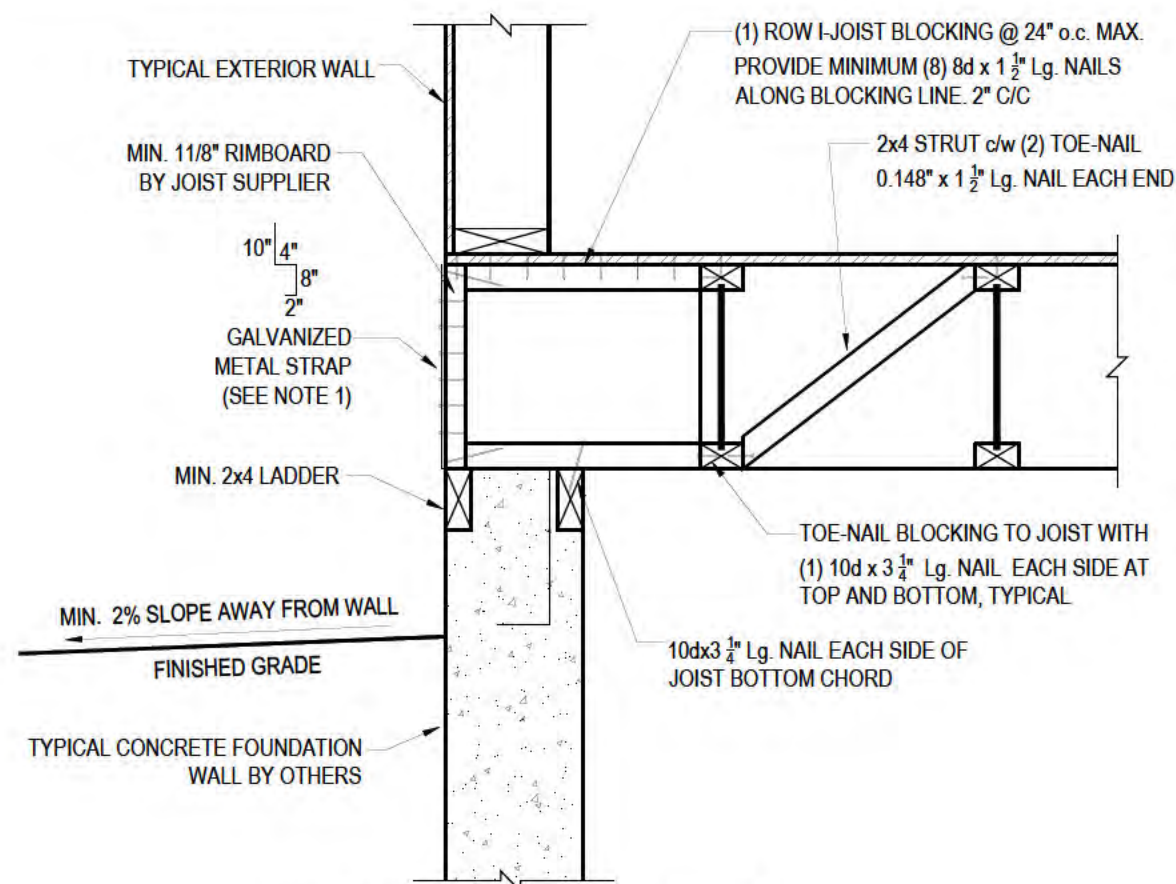 TYPICAL EXTERIOR WALL
MIN. 11/8" RIMBOARD
BY JOIST SUPPLIER
10" 4"
8"
2"
GALVANIZED
METAL STRAP
(SEE NOTE 1)
MIN. 2x4 LADDER
MIN. 2% SLOPE AWAY FROM WALL
FINISHED GRADE
TYPICAL CONCRETE FOUNDATION
WALL BY OTHERS
(1) ROW I-JOIST BLOCKING @ 24" o.c. MAX.
PROVIDE MINIMUM (8) 8d x 1 1/2" Lg. NAILS
ALONG BLOCKING LINE. 2" C/C
2x4 STRUT c/w (2) TOE-NAIL
0.148" x 1 1/2" Lg. NAIL EACH END
TOE-NAIL BLOCKING TO JOIST WITH
(1) 10d x 3 1/4" Lg. NAIL EACH SIDE AT
TOP AND BOTTOM, TYPICAL
10dx3 1/4" Lg. NAIL EACH SIDE OF
JOIST BOTTOM CHORD